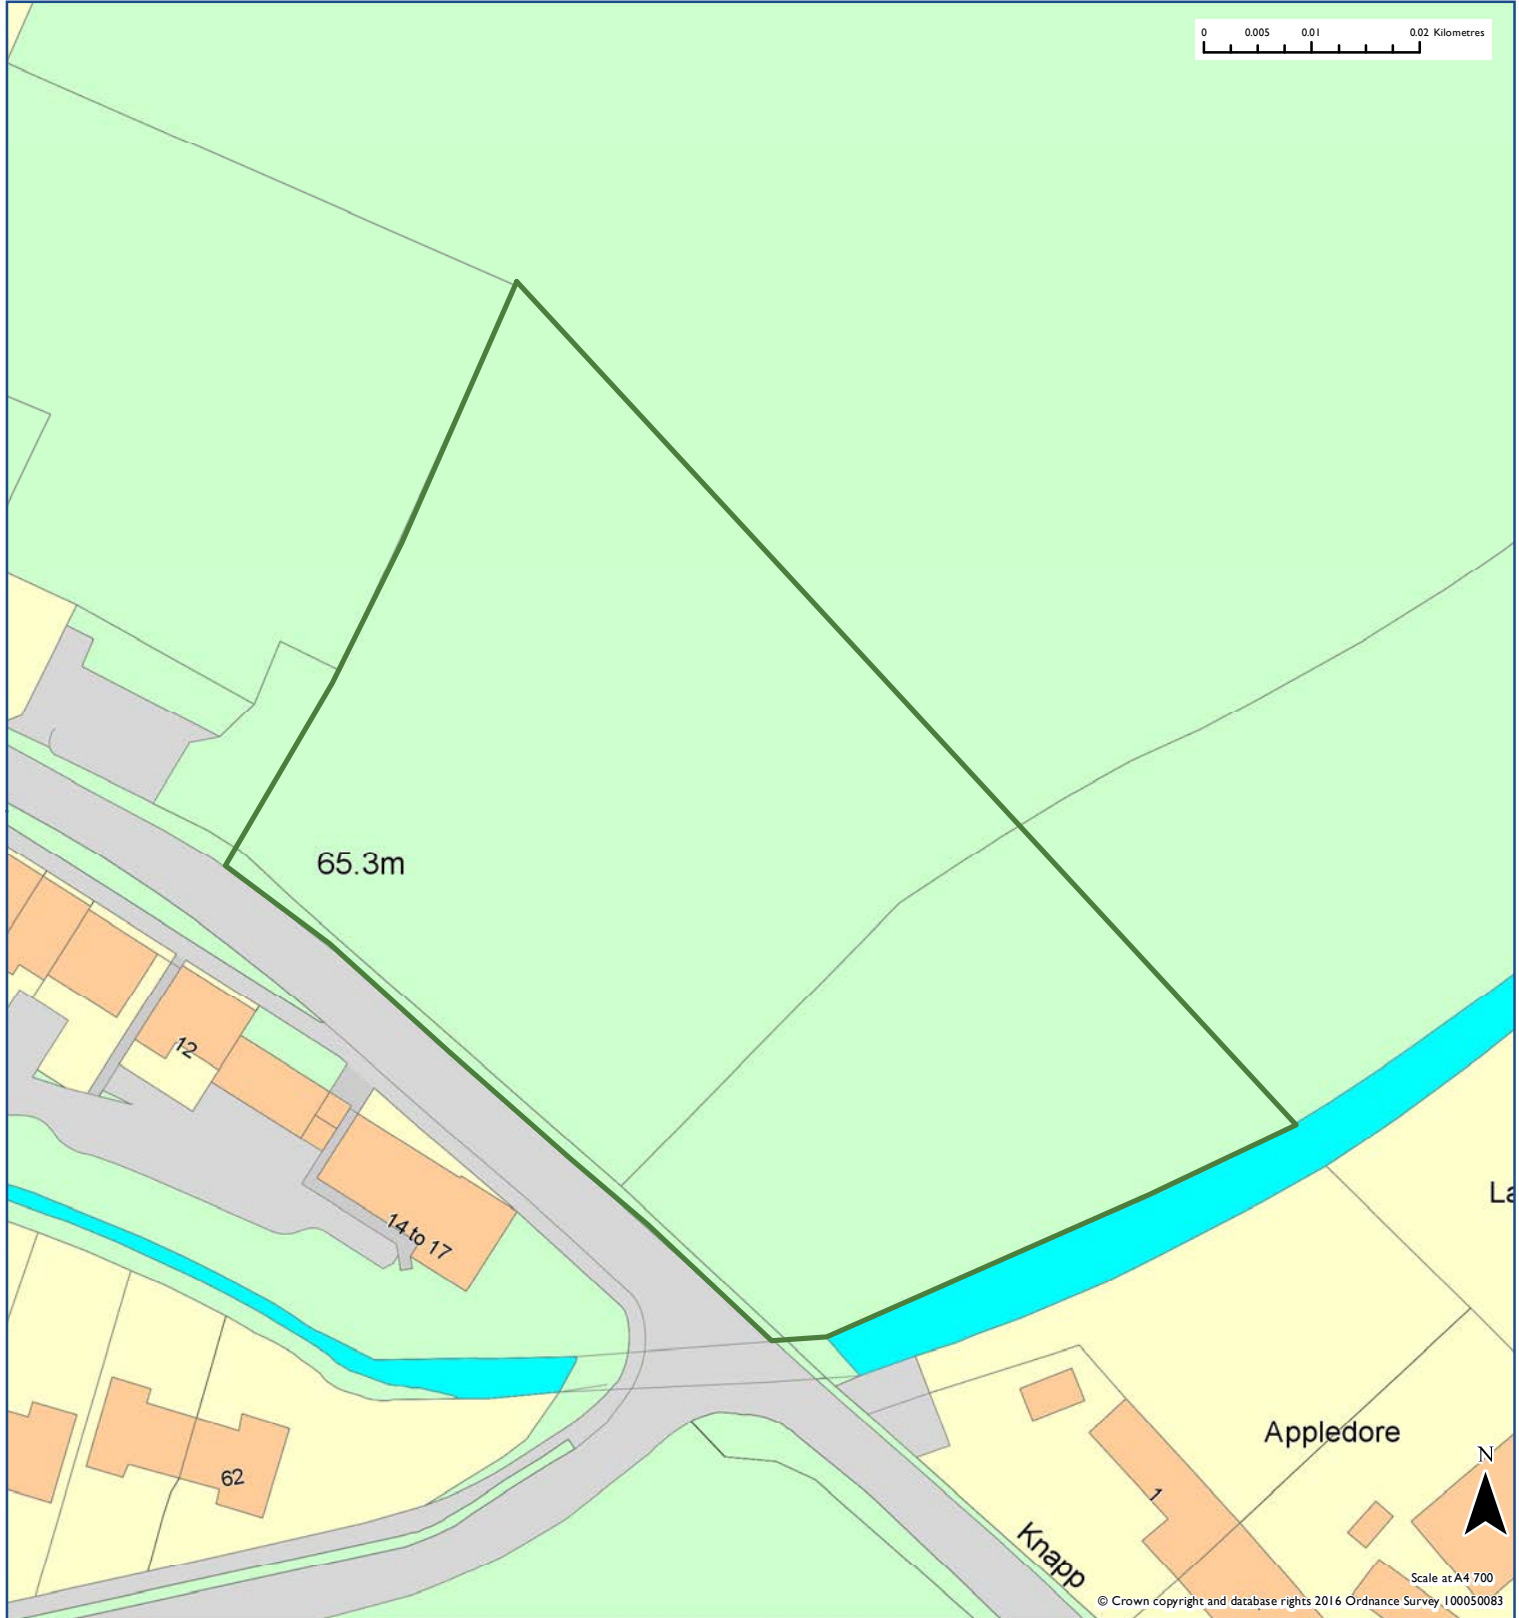 0 0.005 0.01 0.02 Kilometres
65.3m
12
14 to 17
La
62
Appledore
1
Knapp
N
Scale at A4 700
© Crown copyright and database rights 2016 Ordnance Survey 100050083